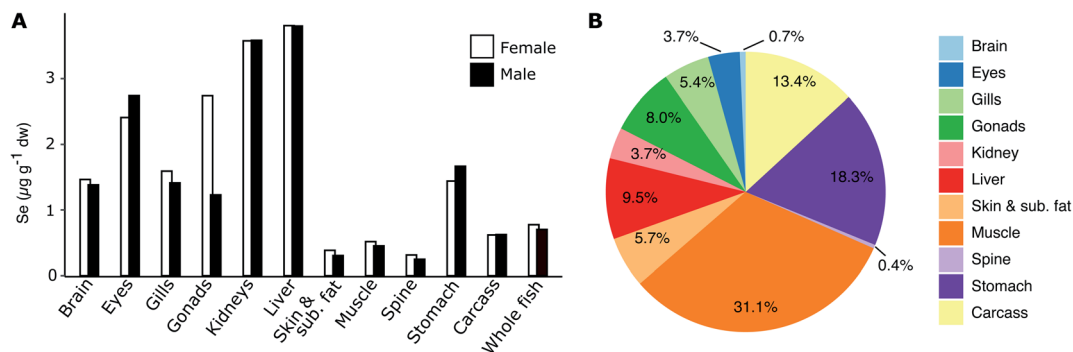 A
Se (µg g-1 dw)
3
2
1
0
Female
Male
Brain
Eyes
Gills
Gonads
Kidneys
Liver
Skin &
sub. fat
Muscle
Spine
Stomach
Carcass
Whole fish
B
3.7%
0.7%
5.4%
13.4%
8.0%
3.7%
18.3%
9.5%
5.7%
0.4%
31.1%
Brain
Eyes
Gills
Gonads
Kidney
Liver
Skin & sub. fat
Muscle
Spine
Stomach
Carcass